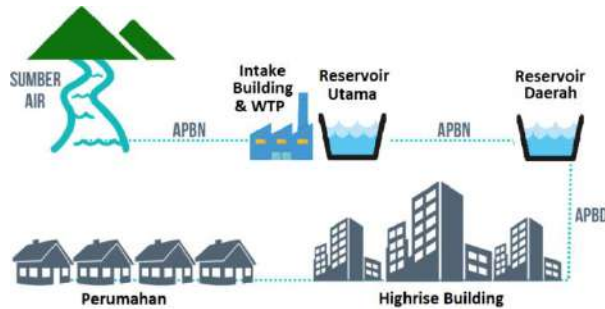 SUMBER
AIR
APBN
Intake
Building
& WTP
Reservoir
Utama
APBN
Reservoir
Daerah
APBD
Perumahan
Highrise Building